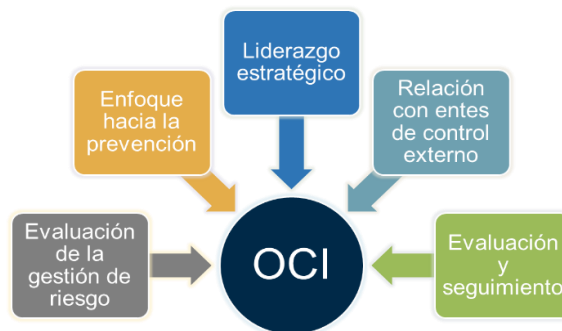 Liderazgo
estratégico
Enfoque
hacia la
prevención
Relación
con entes
de control
externo
Evaluación
de la
gestión de
riesgo
OCI
Evaluación
y
seguimiento